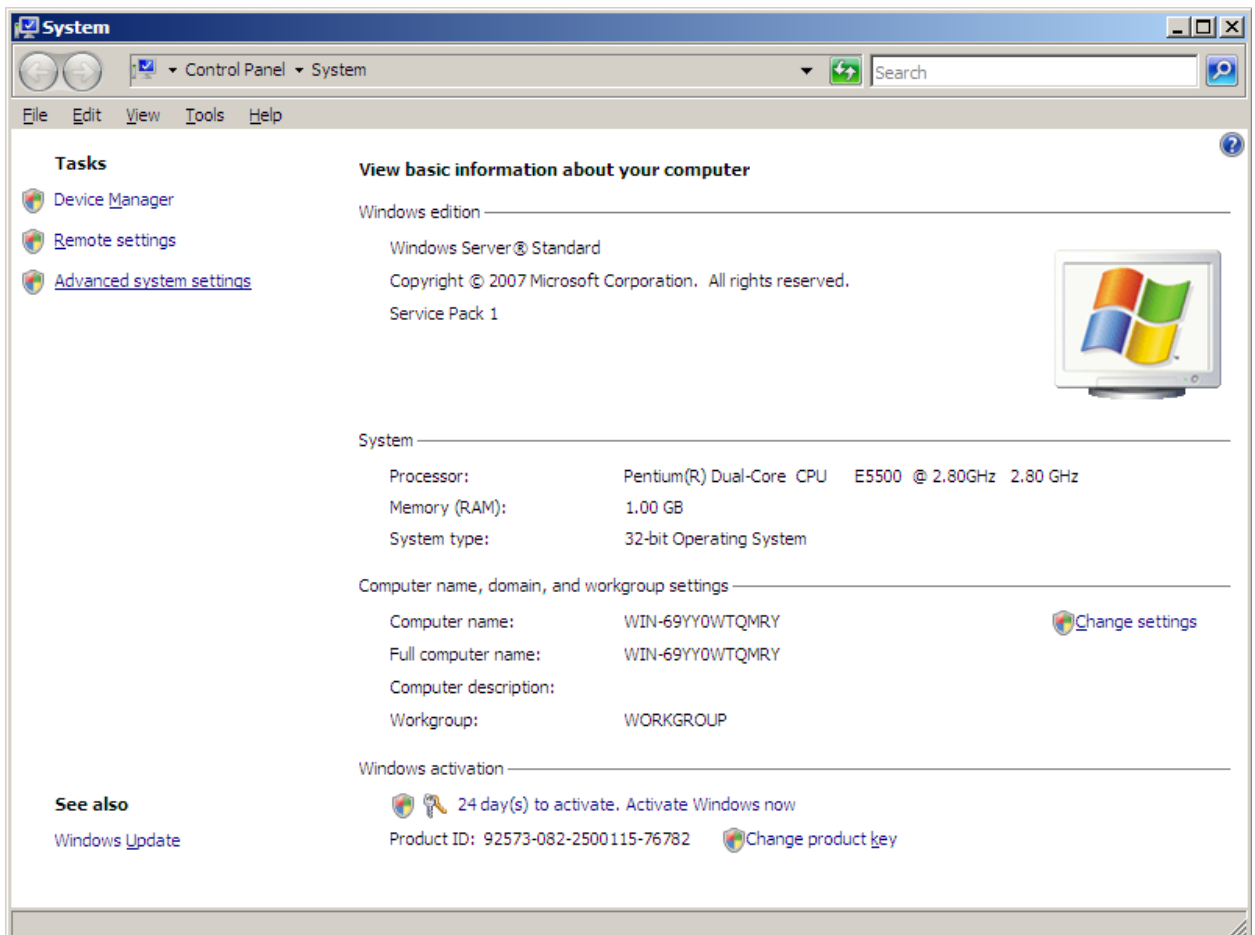 System
Control Panel System
Search
File Edit View Tools Help
Tasks
Device Manager
Remote settings
Advanced system settings
View basic information about your computer
Windows edition
Windows Server® Standard
Copyright © 2007 Microsoft Corporation. All rights reserved.
Service Pack 1
System
Processor: Pentium(R) Dual-Core CPU E5500 @ 2.80GHz 2.80 GHz
Memory (RAM): 1.00 GB
System type: 32-bit Operating System
Computer name, domain, and workgroup settings
Computer name: WIN-69YY0WTQMRY Change settings
Full computer name: WIN-69YY0WTQMRY
Computer description:
Workgroup: WORKGROUP
Windows activation
24 day(s) to activate. Activate Windows now
Product ID: 92573-082-2500115-76782 Change product key
See also
Windows Update